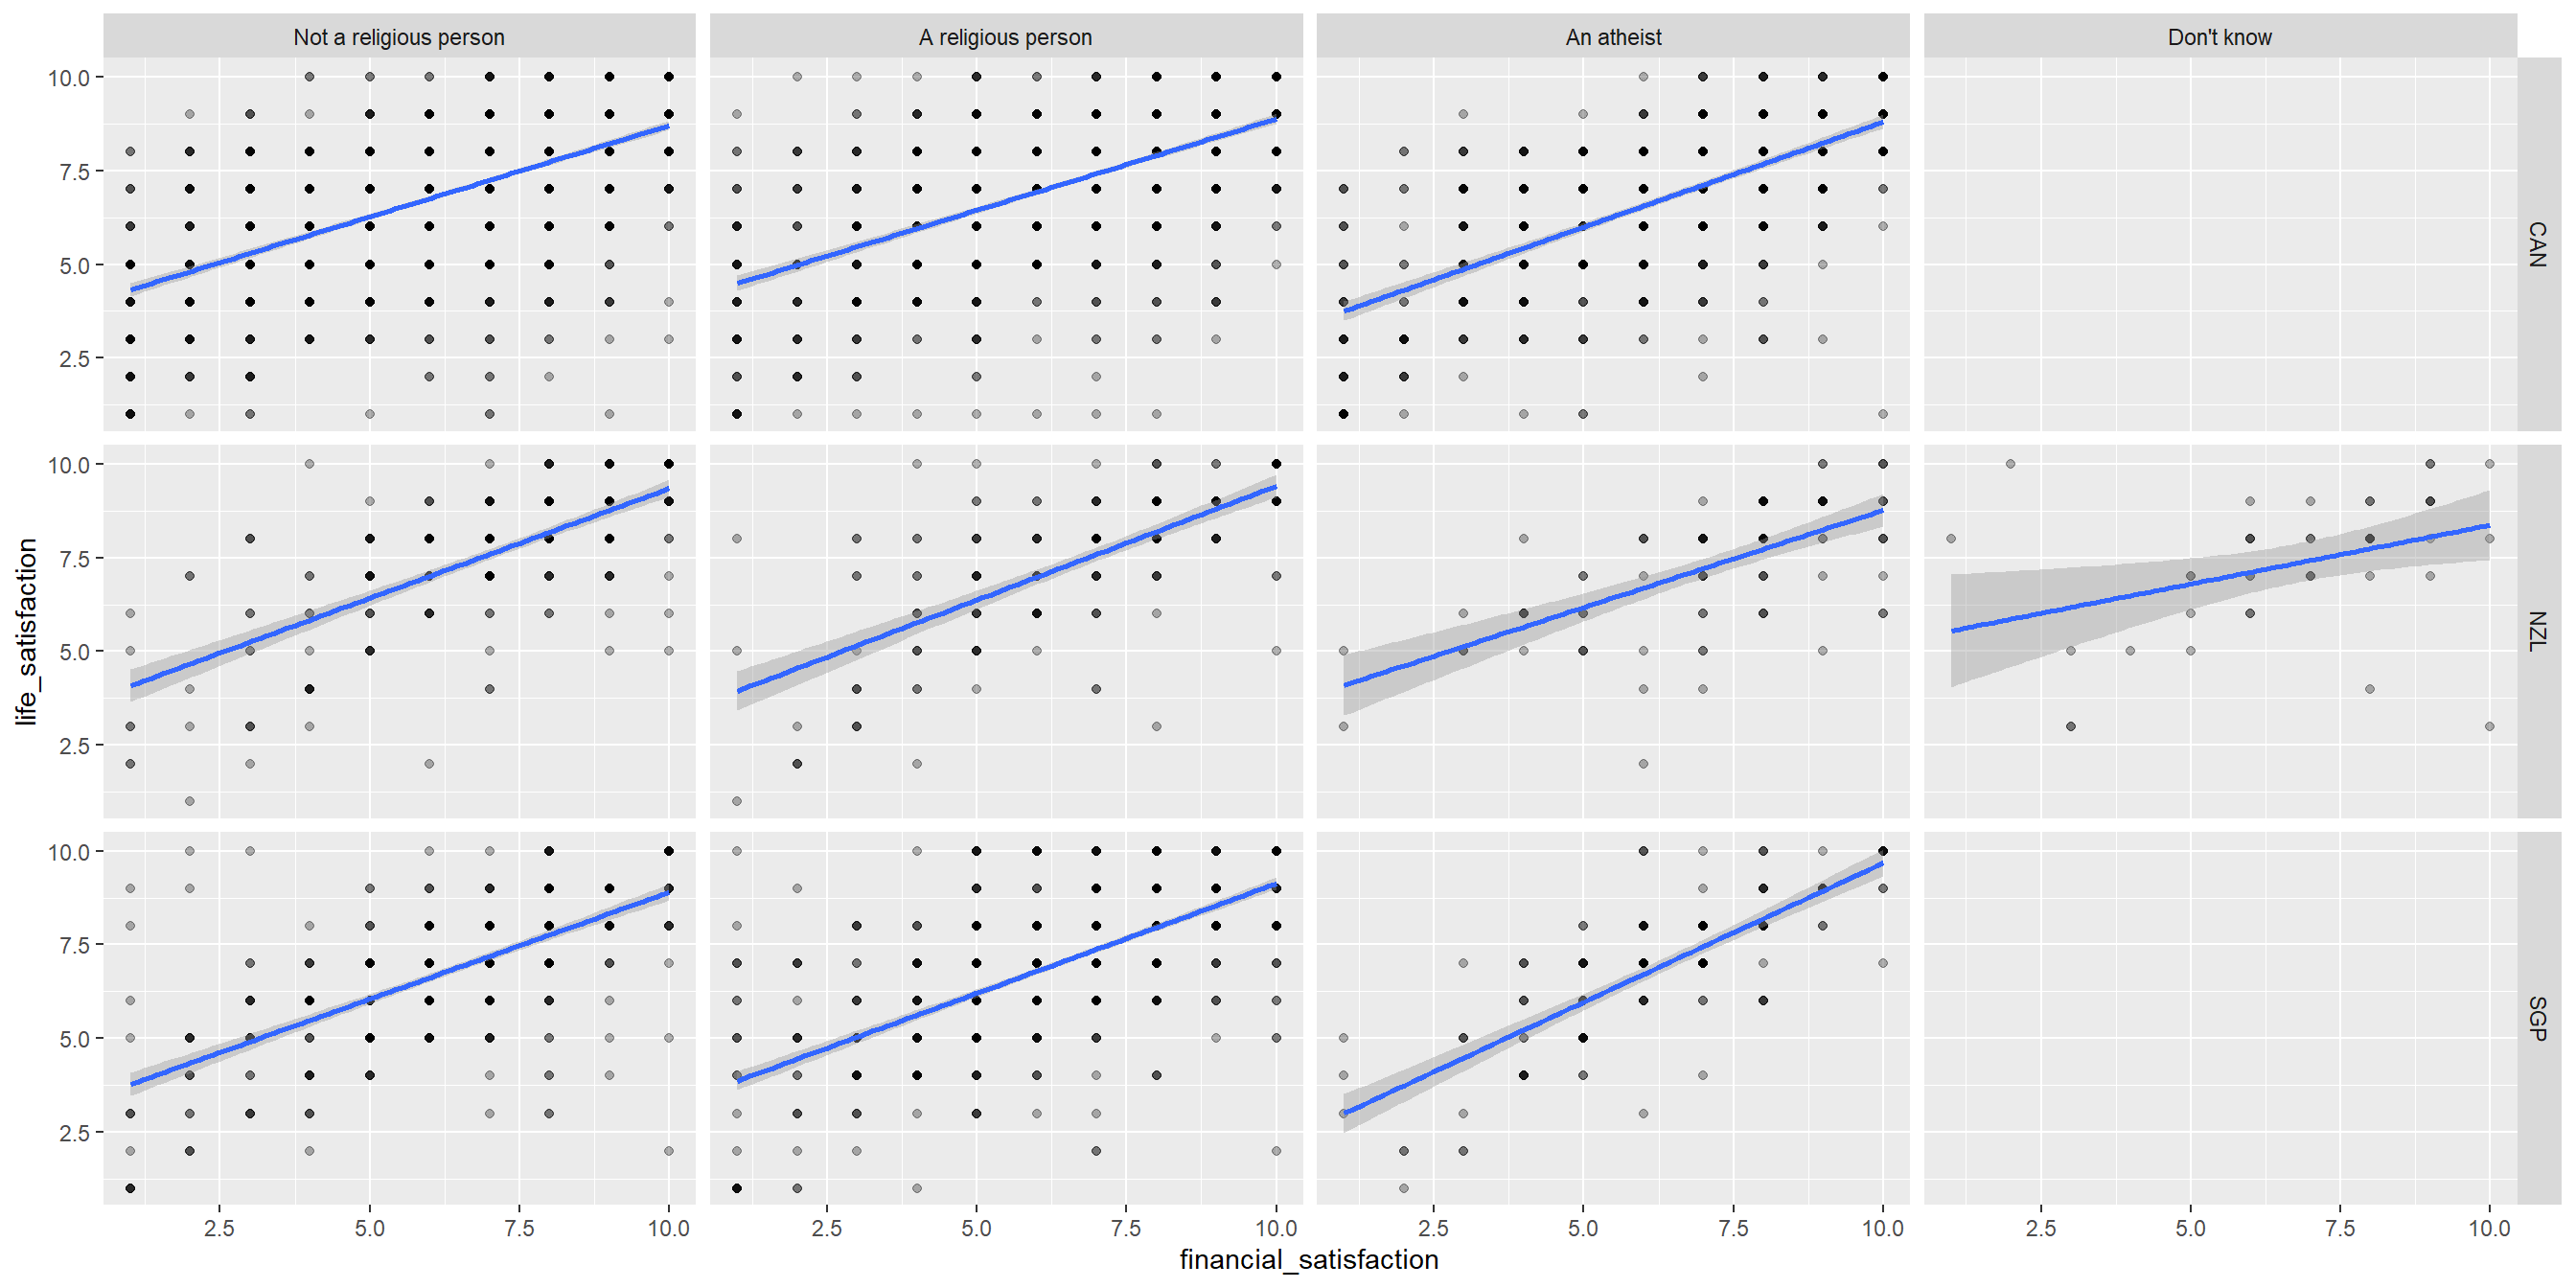 Not a religious person
A religious person
An atheist
Don't know
10.0
7.5
5.0
2.5
CAN
10.0
7.5
5.0
2.5
NZL
life_satisfaction
10.0
7.5
5.0
2.5
SGP
2.5 5.0 7.5 10.0
2.5 5.0 7.5 10.0
2.5 5.0 7.5 10.0
2.5 5.0 7.5 10.0
financial_satisfaction